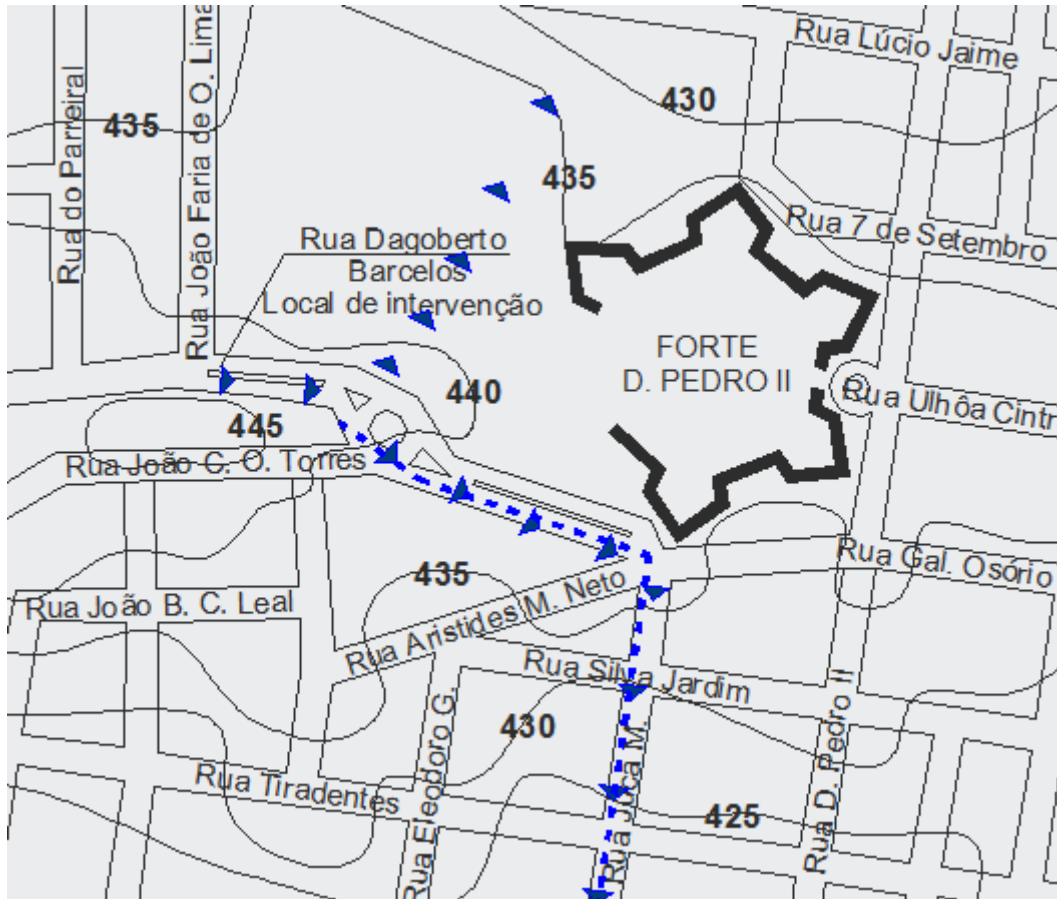 Rua Lúcio Jaime
430
435
Rua do Parreiral
Rua João Faria de O. Lima
435
Rua 7 de Setembro
Rua Dagoberto
Barcelos
Local de intervenção
FORTE
D. PEDRO II
440
Rua Ulhôa Cintr
445
Rua João C. O. Torres
Rua Gal. Osório
435
Rua João B. C. Leal
Rua Aristides M. Neto
Rua Silva Jardim
430
Rua Tiradentes
Rua Eleodoro G.
Rua Juca M.
425
Rua D. Pedro II